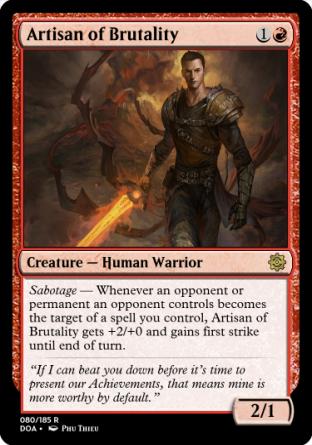 Artisan of Brutality 1
Creature — Human Warrior
Sabotage — Whenever an opponent or
permanent an opponent controls becomes
the target of a spell you control, Artisan of
Brutality gets +2/+0 and gains first strike
until end of turn.
“If I can beat you down before it’s time to
present our Achievements, that means mine is
more worthy by default.”
2/1
080/185 R
DOA • PHU THIEU